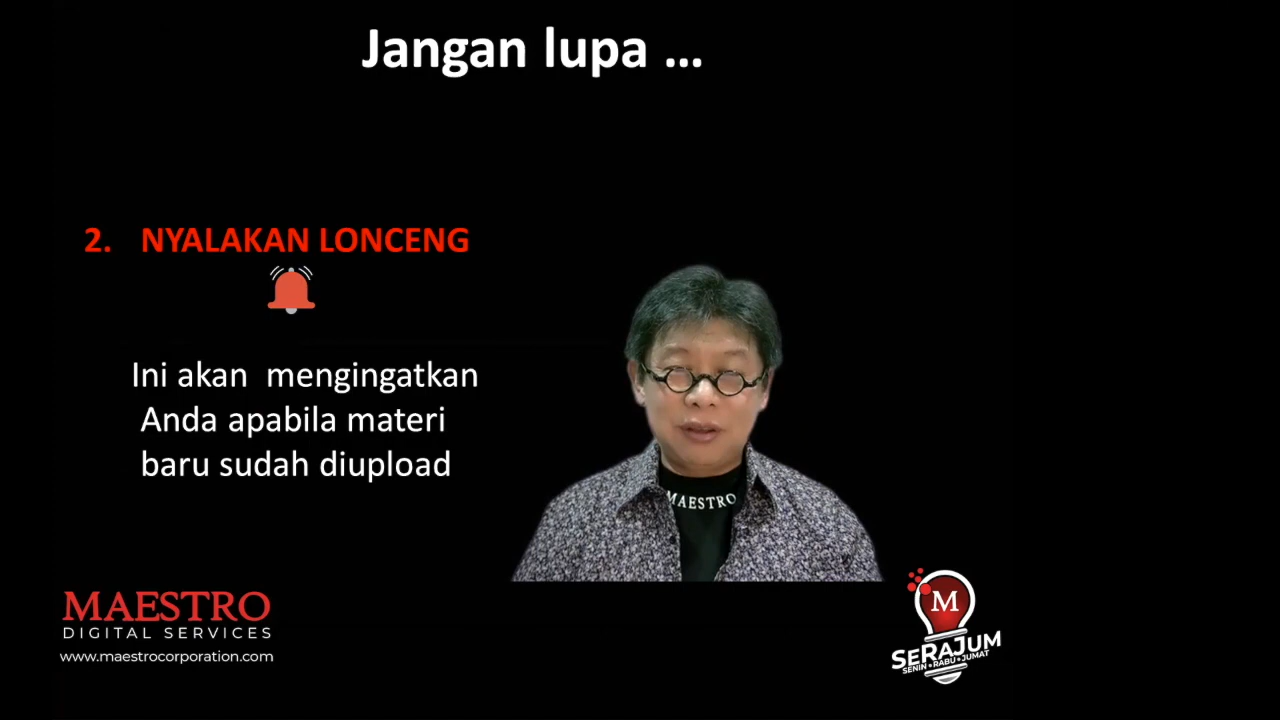 Jangan lupa ...
2. NYALAKAN LONCENG
Ini akan mengingatkan
Anda apabila materi
baru sudah diupload
MAESTRO
MAESTRO
DIGITAL SERVICES
www.maestrocorporation.com
M
SERAJUM
SENIN • RABU • JUMAT